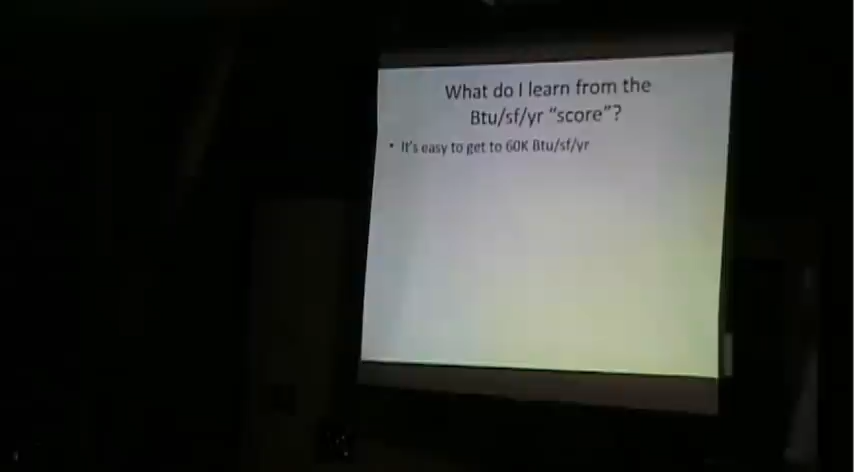 What do I learn from the
Btu/sf/yr “score”?
• It's easy to get to 60K Btu/sf/yr